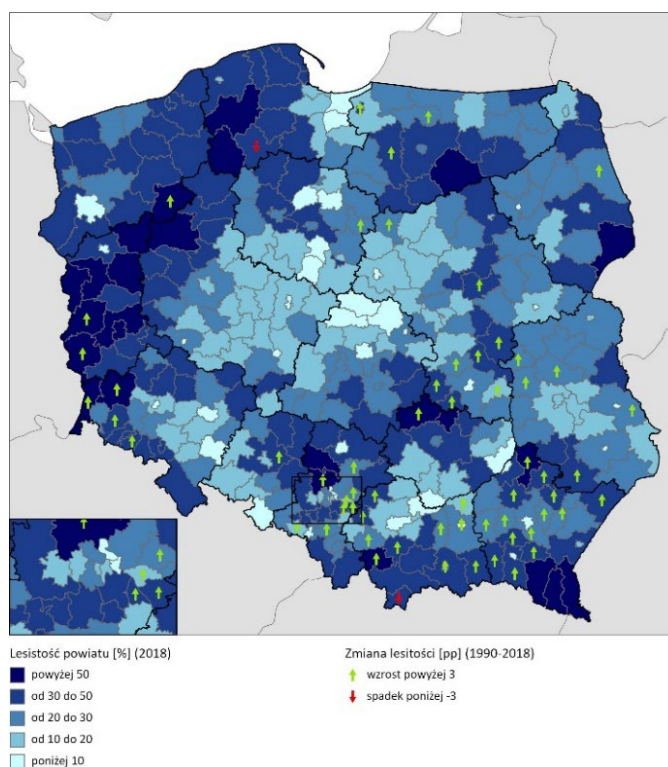 Lesistość powiatu [%] (2018)
powyżej 50
od 30 do 50
od 20 do 30
od 10 do 20
poniżej 10
Zmiana lesitości [pp] (1990-2018)
wzrost powyżej 3
spadek poniżej -3